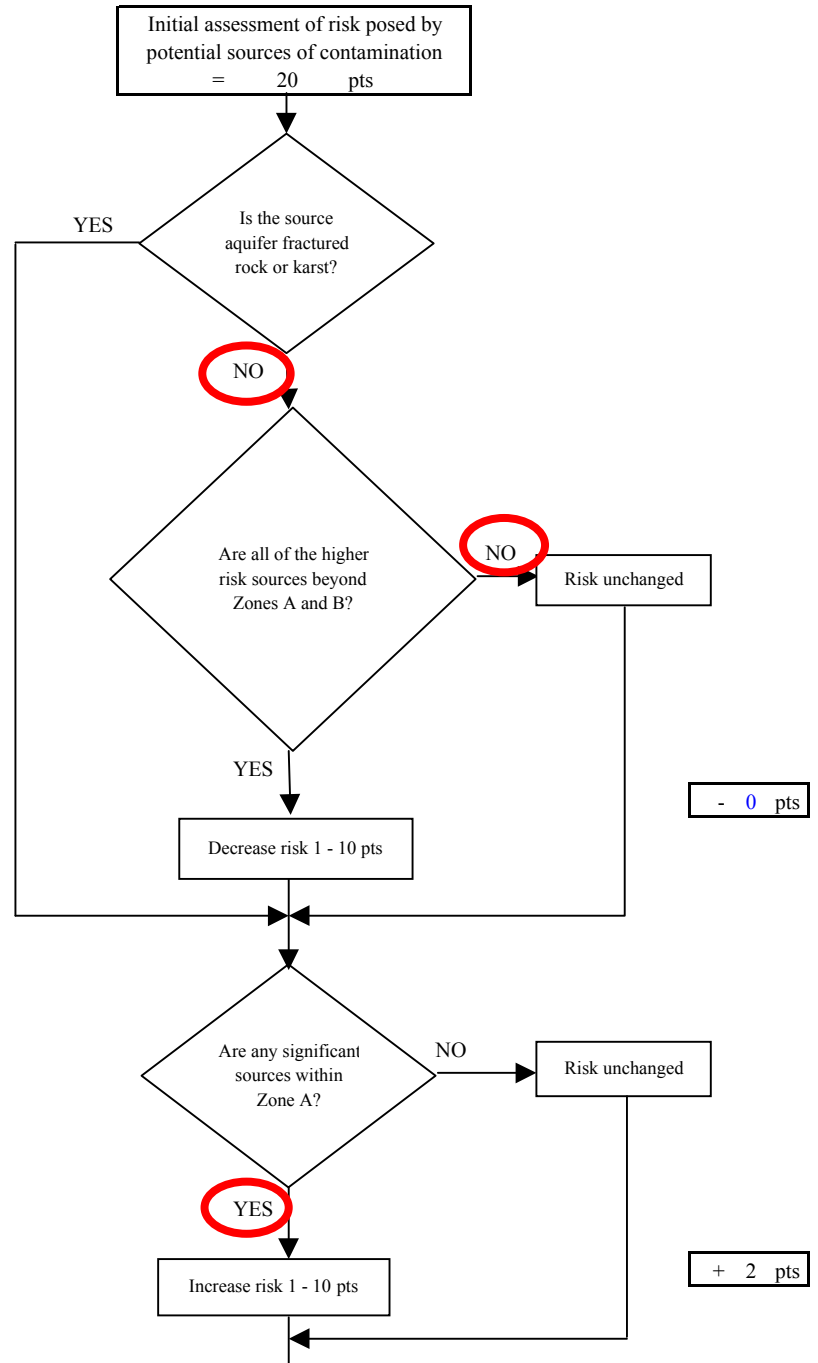 Initial assessment of risk posed by
potential sources of contamination
= 20 pts
YES
Is the source
aquifer fractured
rock or karst?
NO
Are all of the higher
risk sources beyond
Zones A and B?
NO
Risk unchanged
YES
- 0 pts
Decrease risk 1 - 10 pts
Are any significant
sources within
Zone A?
NO
Risk unchanged
YES
+ 2 pts
Increase risk 1 - 10 pts